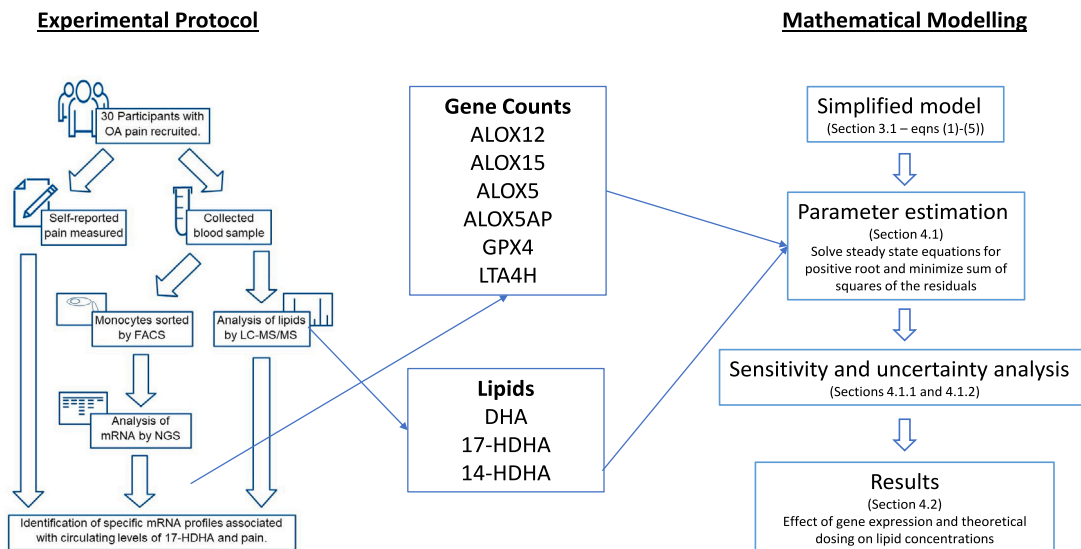 Experimental Protocol
30 Participants with
OA pain recruited.
Self-reported
pain measured
Collected
blood sample
Monocytes sorted
by FACS
Analysis of lipids
by LC-MS/MS
Analysis of
mRNA by NGS
Identification of specific mRNA profiles associated
with circulating levels of 17-HDHA and pain.
Gene Counts
ALOX12
ALOX15
ALOX5
ALOX5AP
GPX4
LTA4H
Lipids
DHA
17-HDHA
14-HDHA
Mathematical Modelling
Simplified model
(Section 3.1 – eqns (1)-(5))
Parameter estimation
(Section 4.1)
Solve steady state equations for
positive root and minimize sum of
squares of the residuals
Sensitivity and uncertainty analysis
(Sections 4.1.1 and 4.1.2)
Results
(Section 4.2)
Effect of gene expression and theoretical
dosing on lipid concentrations